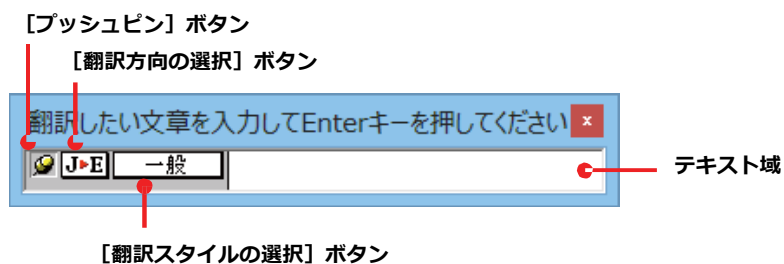 ［プッシュピン］ボタン
［翻訳方向の選択］ボタン
翻訳したい文章を入力してEnterキーを押してください x
J▶E 一般
テキスト域
［翻訳スタイルの選択］ボタン